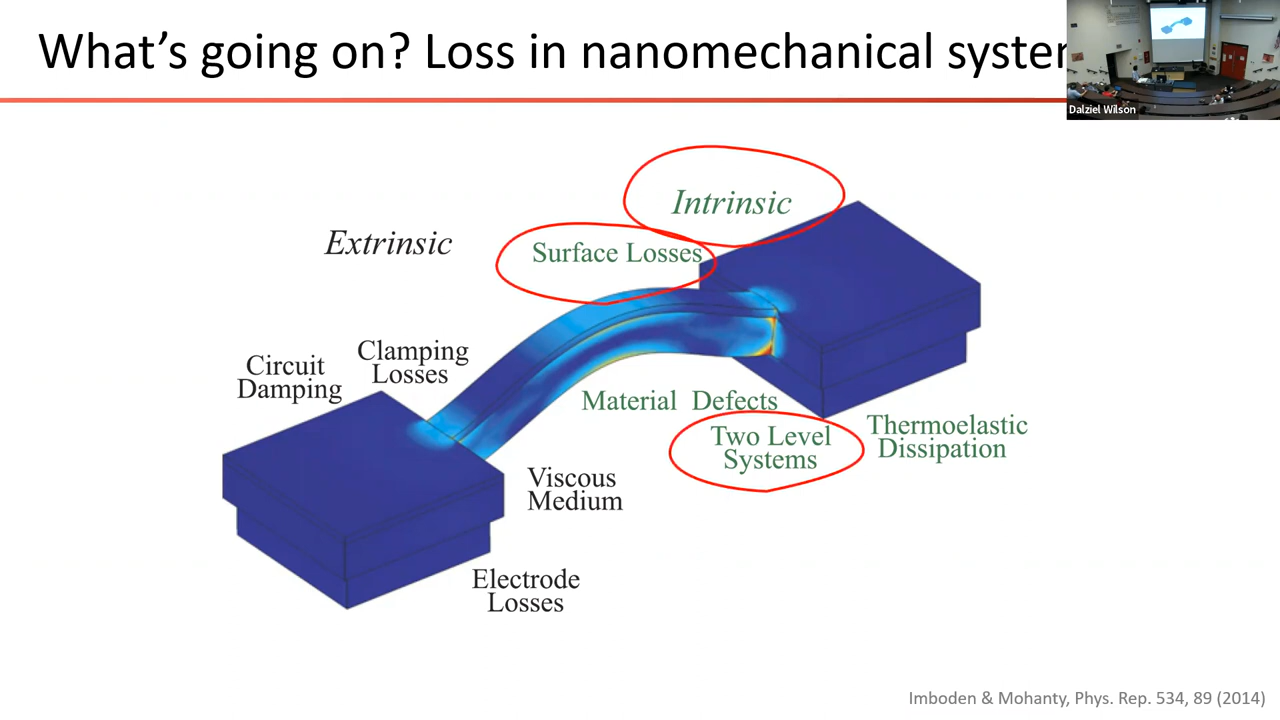 What's going on? Loss in nanomechanical system
Dalziel Wilson
Intrinsic
Extrinsic
Surface Losses
Circuit
Damping
Clamping
Losses
Material Defects
Two Level
Systems
Thermoelastic
Dissipation
Viscous
Medium
Electrode
Losses
Imboden & Mohanty, Phys. Rep. 534, 89 (2014)